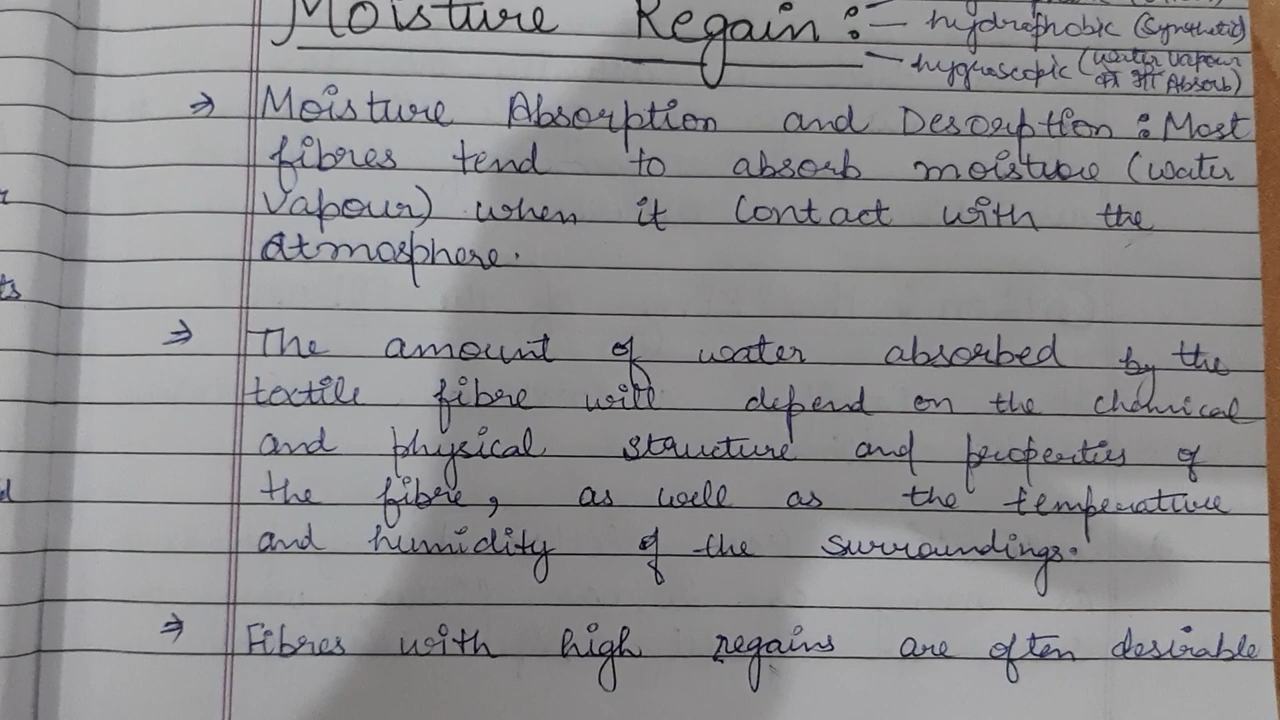 Moisture Regain :— hydrophobic (Synthetic)
— hygroscopic (water vapour
Absorb)
⇒ Moisture Absorption and Desorption : Most
fibres tend to absorb moisture (water
Vapour) when it contact with the
atmosphere.
⇒ The amount of water absorbed by the
textile fibre will depend on the chemical
and physical structure and properties of
the fibre, as well as the temperature
and humidity of the surroundings.
⇒ Fibres with high regains are often desirable